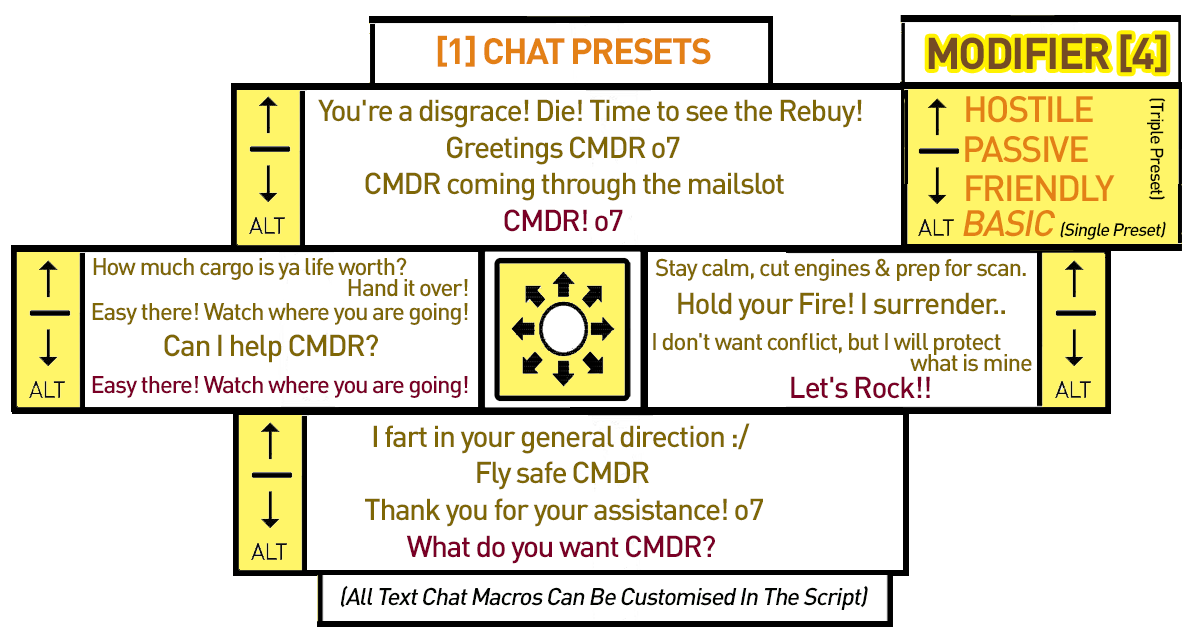 [1] CHAT PRESETS
MODIFIER [4]
You're a disgrace! Die! Time to see the Rebuy!
Greetings CMDR o7
CMDR coming through the mailslot
CMDR! o7
ALT
HOSTILE
PASSIVE
FRIENDLY
ALT BASIC (Single Preset)
(Triple Preset)
How much cargo is ya life worth?
Hand it over!
Easy there! Watch where you are going!
Can I help CMDR?
Easy there! Watch where you are going!
ALT
Stay calm, cut engines & prep for scan.
Hold your Fire! I surrender..
I don't want conflict, but I will protect
what is mine
Let's Rock!!
ALT
I fart in your general direction :/
Fly safe CMDR
Thank you for your assistance! o7
What do you want CMDR?
ALT
(All Text Chat Macros Can Be Customised In The Script)